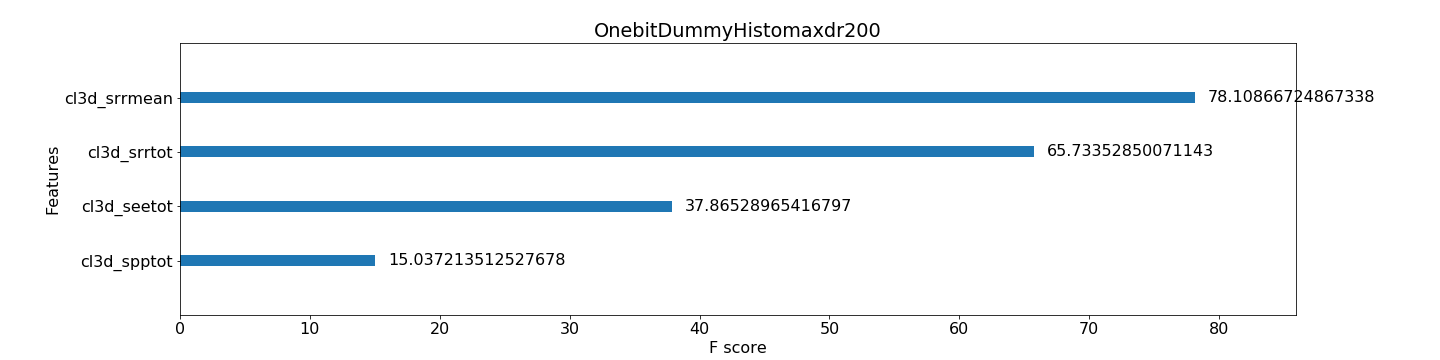 OnebitDummyHistomaxdr200
cl3d_srrmean 78.10866724867338
cl3d_srrtot 65.73352850071143
cl3d_seetot 37.86528965416797
cl3d_spptot 15.037213512527678
Features
0 10 20 30 40 50 60 70 80
F score